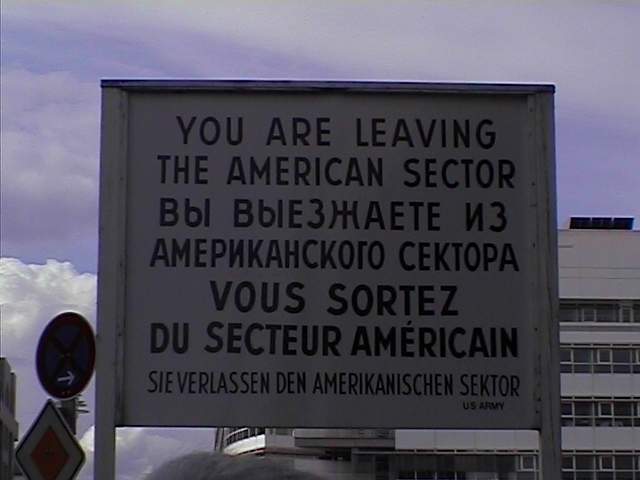 YOU ARE LEAVING
THE AMERICAN SECTOR
ВЫ ВЫЕЗЖАЕТЕ ИЗ
АМЕРИКАНСКОГО СЕКТОРА
VOUS SORTEZ
DU SECTEUR AMÉRICAIN
SIE VERLASSEN DEN AMERIKANISCHEN SEKTOR
US ARMY